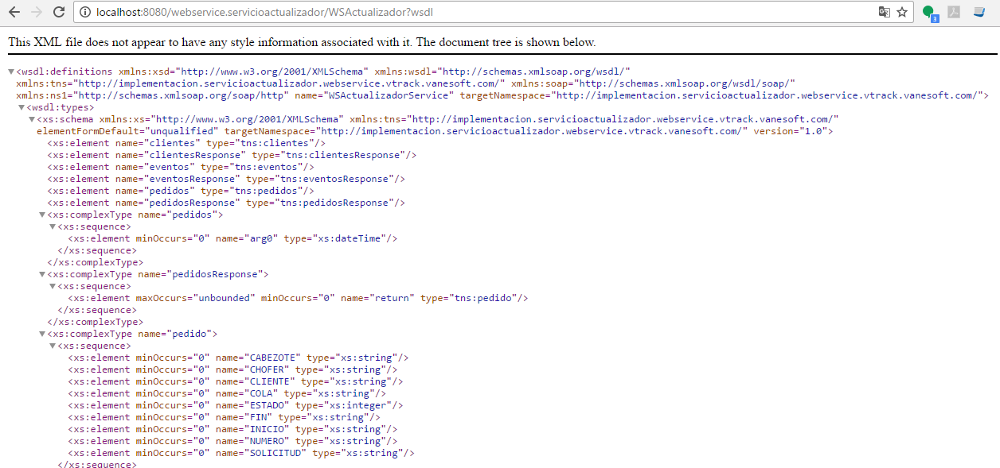 localhost:8080/webservice.servicioactualizador/WSActualizador?wsdl
3
This XML file does not appear to have any style information associated with it. The document tree is shown below.
▼<wsdl:definitions xmlns:xsd="http://www.w3.org/2001/XMLSchema" xmlns:wsdl="http://schemas.xmlsoap.org/wsdl/"
xmlns:tns="http://implementacion.servicioactualizador.webservice.vtrack.vanesoft.com/" xmlns:soap="http://schemas.xmlsoap.org/wsdl/soap/"
xmlns:ns1="http://schemas.xmlsoap.org/soap/http" name="WSActualizadorService" targetNamespace="http://implementacion.servicioactualizador.webservice.vtrack.vanesoft.com/">
▼<wsdl:types>
▼<xs:schema xmlns:xs="http://www.w3.org/2001/XMLSchema" xmlns:tns="http://implementacion.servicioactualizador.webservice.vtrack.vanesoft.com/"
elementFormDefault="unqualified" targetNamespace="http://implementacion.servicioactualizador.webservice.vtrack.vanesoft.com/" version="1.0">
<xs:element name="clientes" type="tns:clientes"/>
<xs:element name="clientesResponse" type="tns:clientesResponse"/>
<xs:element name="eventos" type="tns:eventos"/>
<xs:element name="eventosResponse" type="tns:eventosResponse"/>
<xs:element name="pedidos" type="tns:pedidos"/>
<xs:element name="pedidosResponse" type="tns:pedidosResponse"/>
▼<xs:complexType name="pedidos">
▼<xs:sequence>
<xs:element minOccurs="0" name="arg0" type="xs:dateTime"/>
</xs:sequence>
</xs:complexType>
▼<xs:complexType name="pedidosResponse">
▼<xs:sequence>
<xs:element maxOccurs="unbounded" minOccurs="0" name="return" type="tns:pedido"/>
</xs:sequence>
</xs:complexType>
▼<xs:complexType name="pedido">
▼<xs:sequence>
<xs:element minOccurs="0" name="CABEZOTE" type="xs:string"/>
<xs:element minOccurs="0" name="CHOFER" type="xs:string"/>
<xs:element minOccurs="0" name="CLIENTE" type="xs:string"/>
<xs:element minOccurs="0" name="COLA" type="xs:string"/>
<xs:element minOccurs="0" name="ESTADO" type="xs:integer"/>
<xs:element minOccurs="0" name="FIN" type="xs:string"/>
<xs:element minOccurs="0" name="INICIO" type="xs:string"/>
<xs:element minOccurs="0" name="NUMERO" type="xs:string"/>
<xs:element minOccurs="0" name="SOLICITUD" type="xs:string"/>
</xs:sequence>